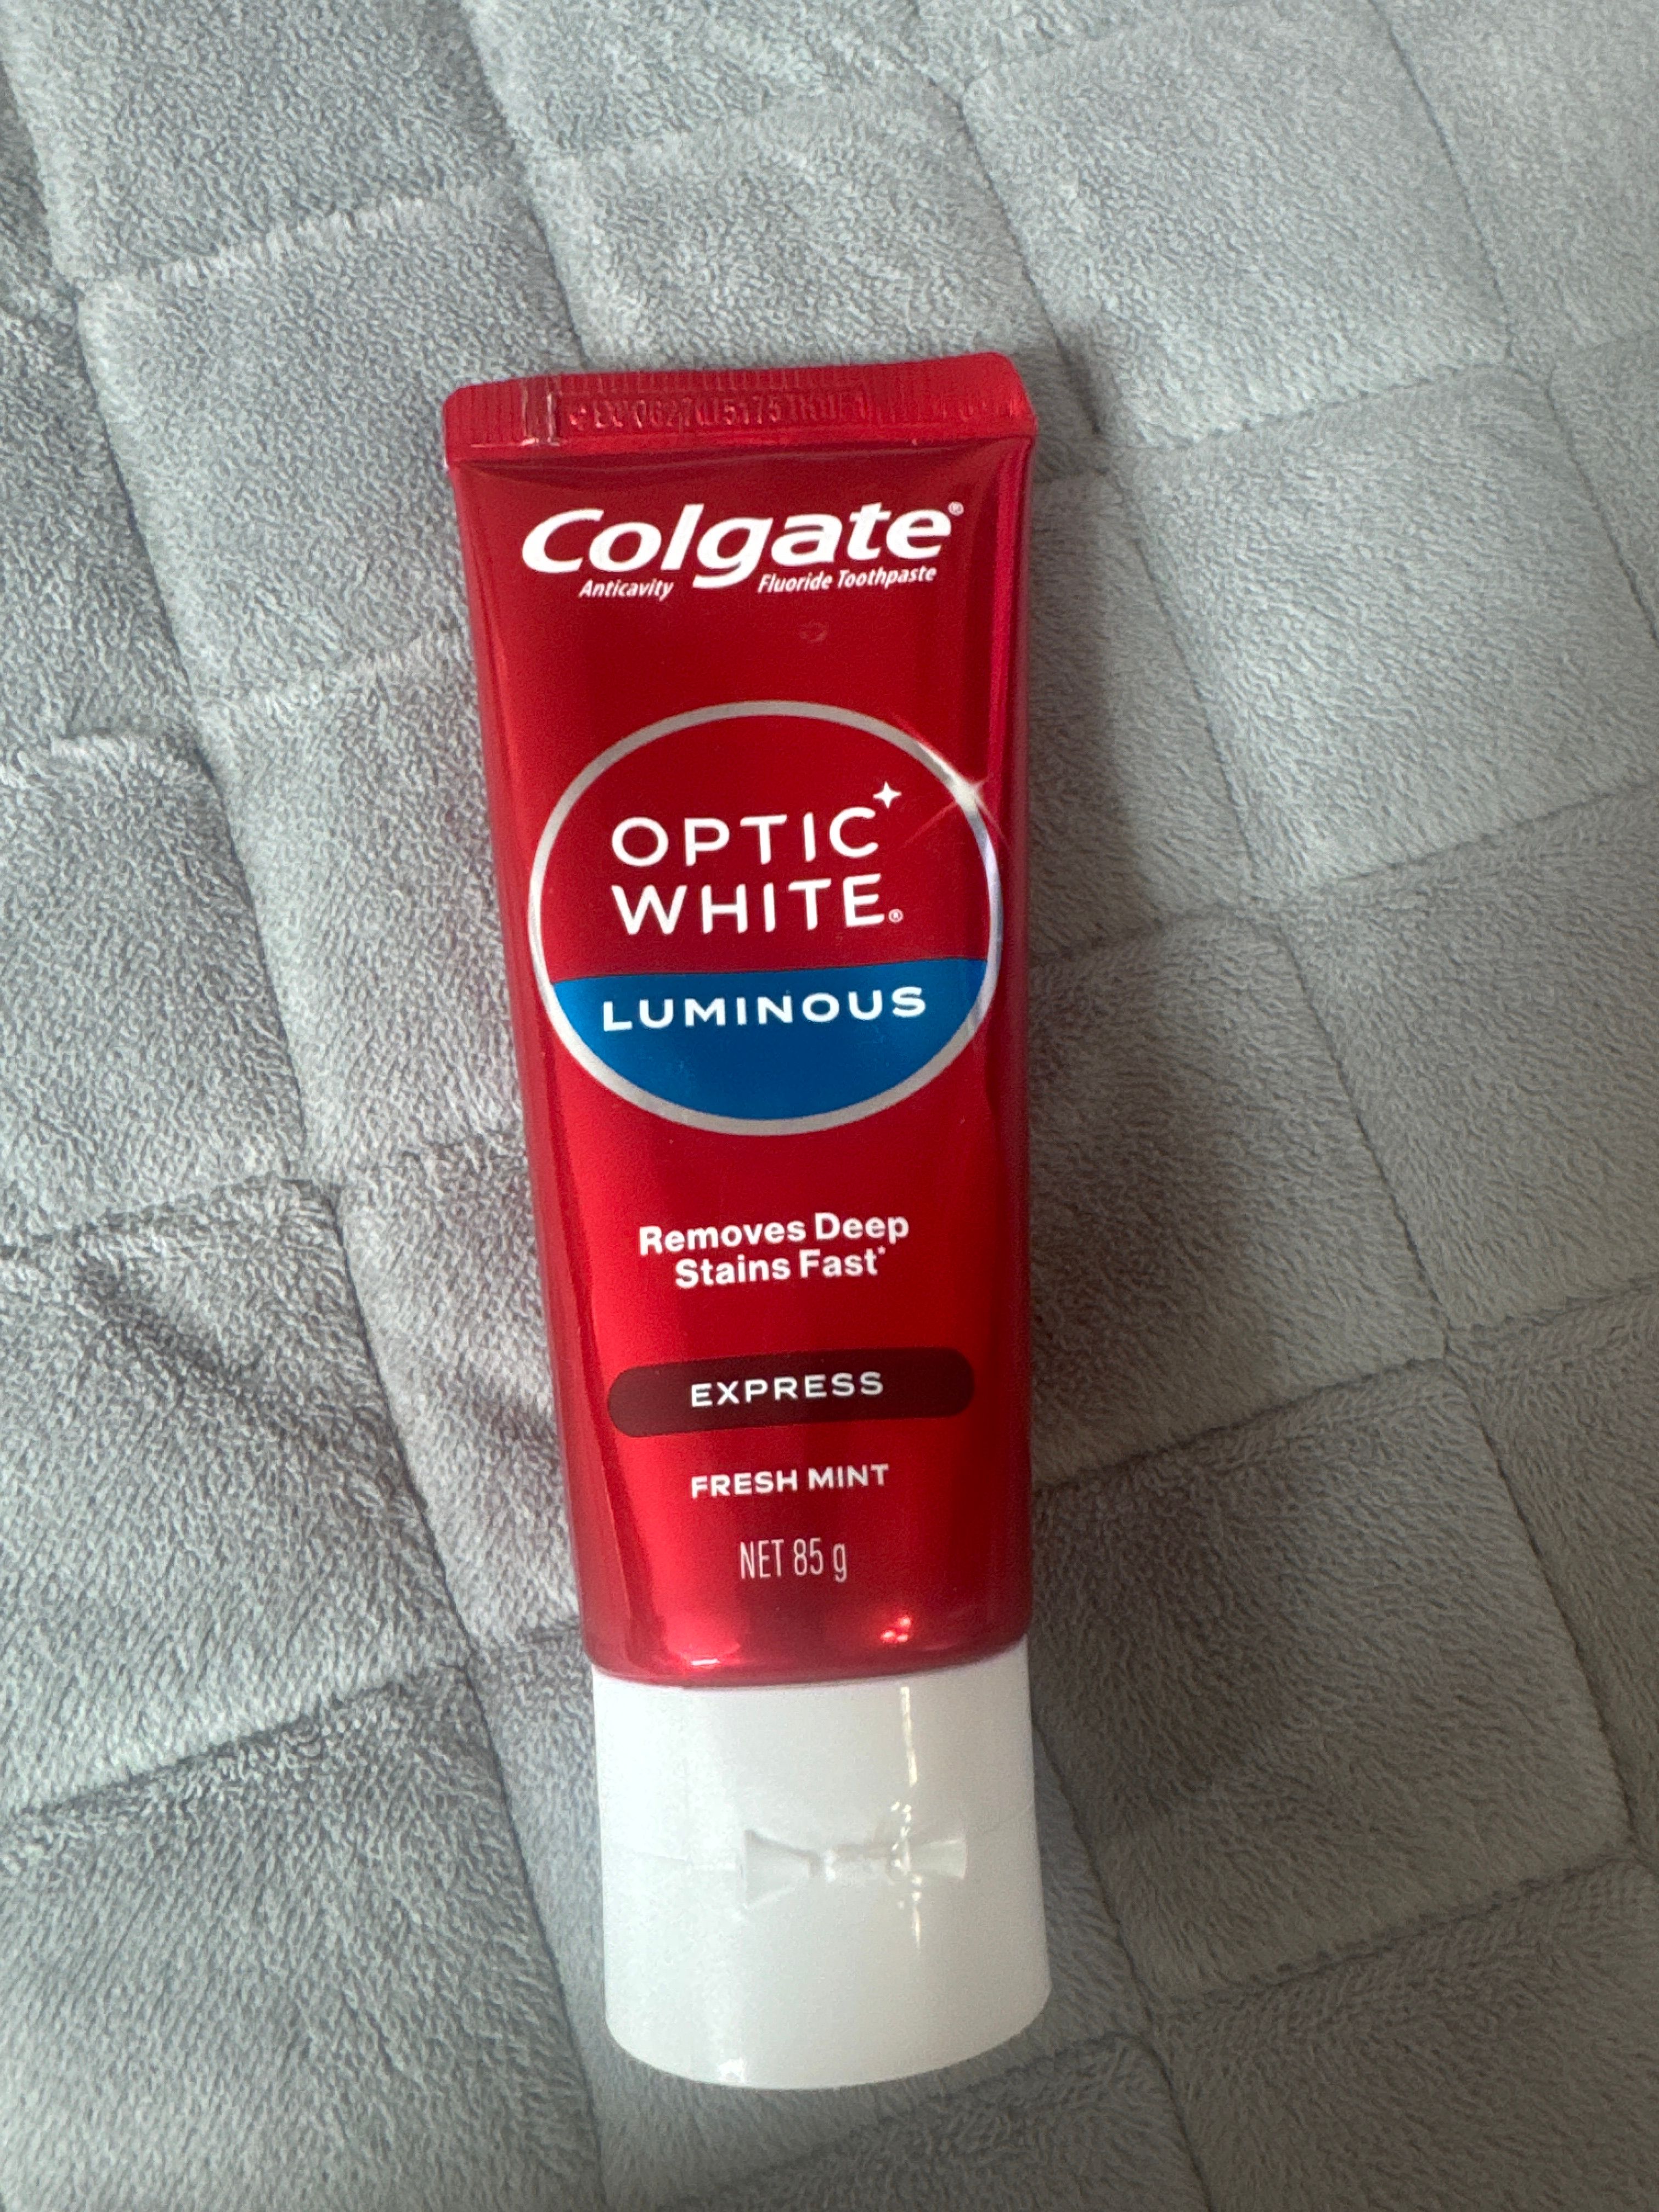 Colgate®
Anticavity Fluoride Toothpaste
OPTIC
WHITE®
LUMINOUS
Removes Deep
Stains Fast*
EXPRESS
FRESH MINT
NET 85 g